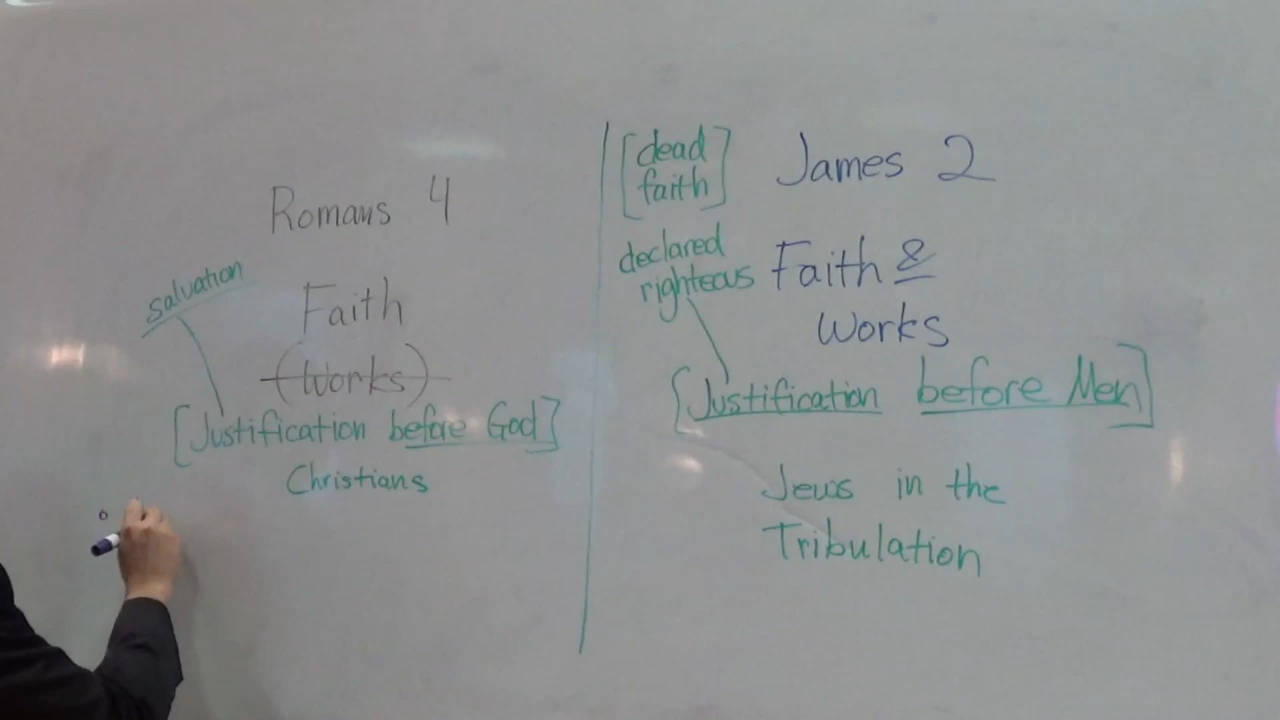 Romans 4
salvation
Faith
(Works)
[Justification before God]
Christians
[dead
faith]
James 2
declared
righteous
Faith &
Works
[Justification before Men]
Jews in the
Tribulation